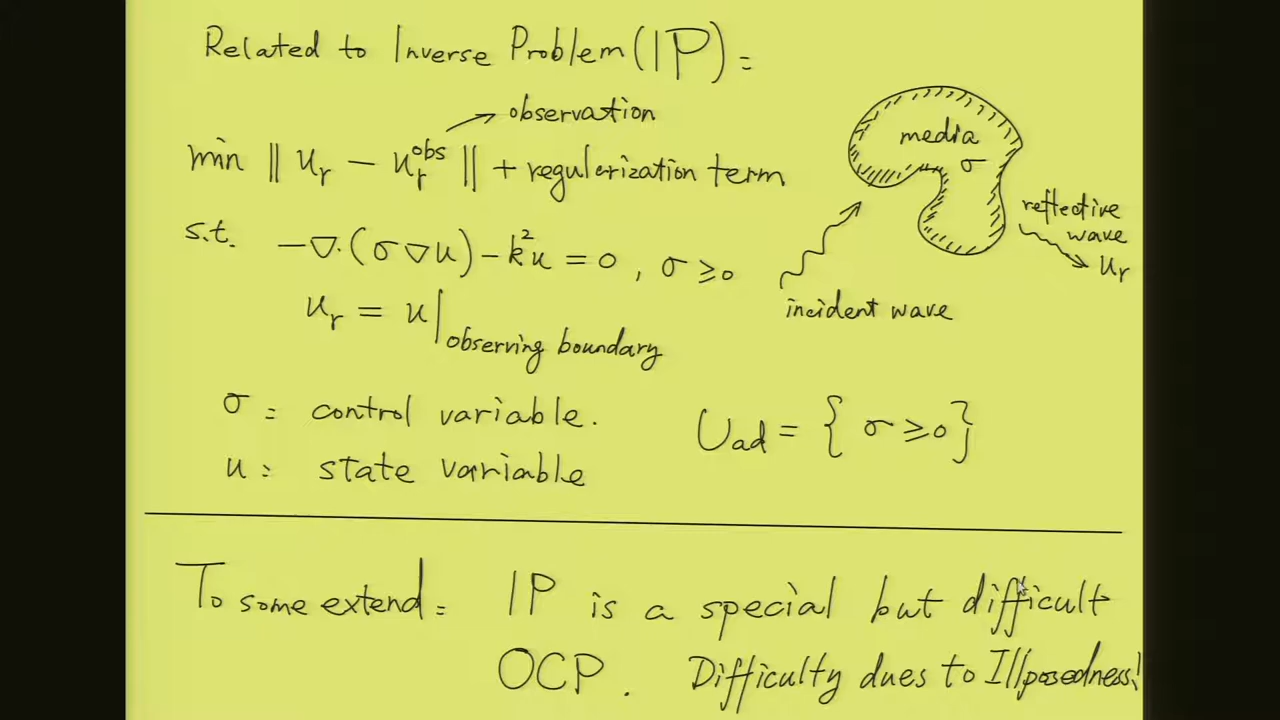 Related to Inverse Problem (IP) :
observation
min ‖ u_r − u_r^obs ‖ + regulerization term
s.t. −∇·(σ∇u) − k²u = 0 , σ ≥ 0
u_r = u|observing boundary
media
σ
reflective
wave
u_r
incident wave
σ : control variable.
u : state variable
U_ad = { σ ≥ 0 }
To some extend : IP is a special but difficult
OCP . Difficulty dues to Illposedness!